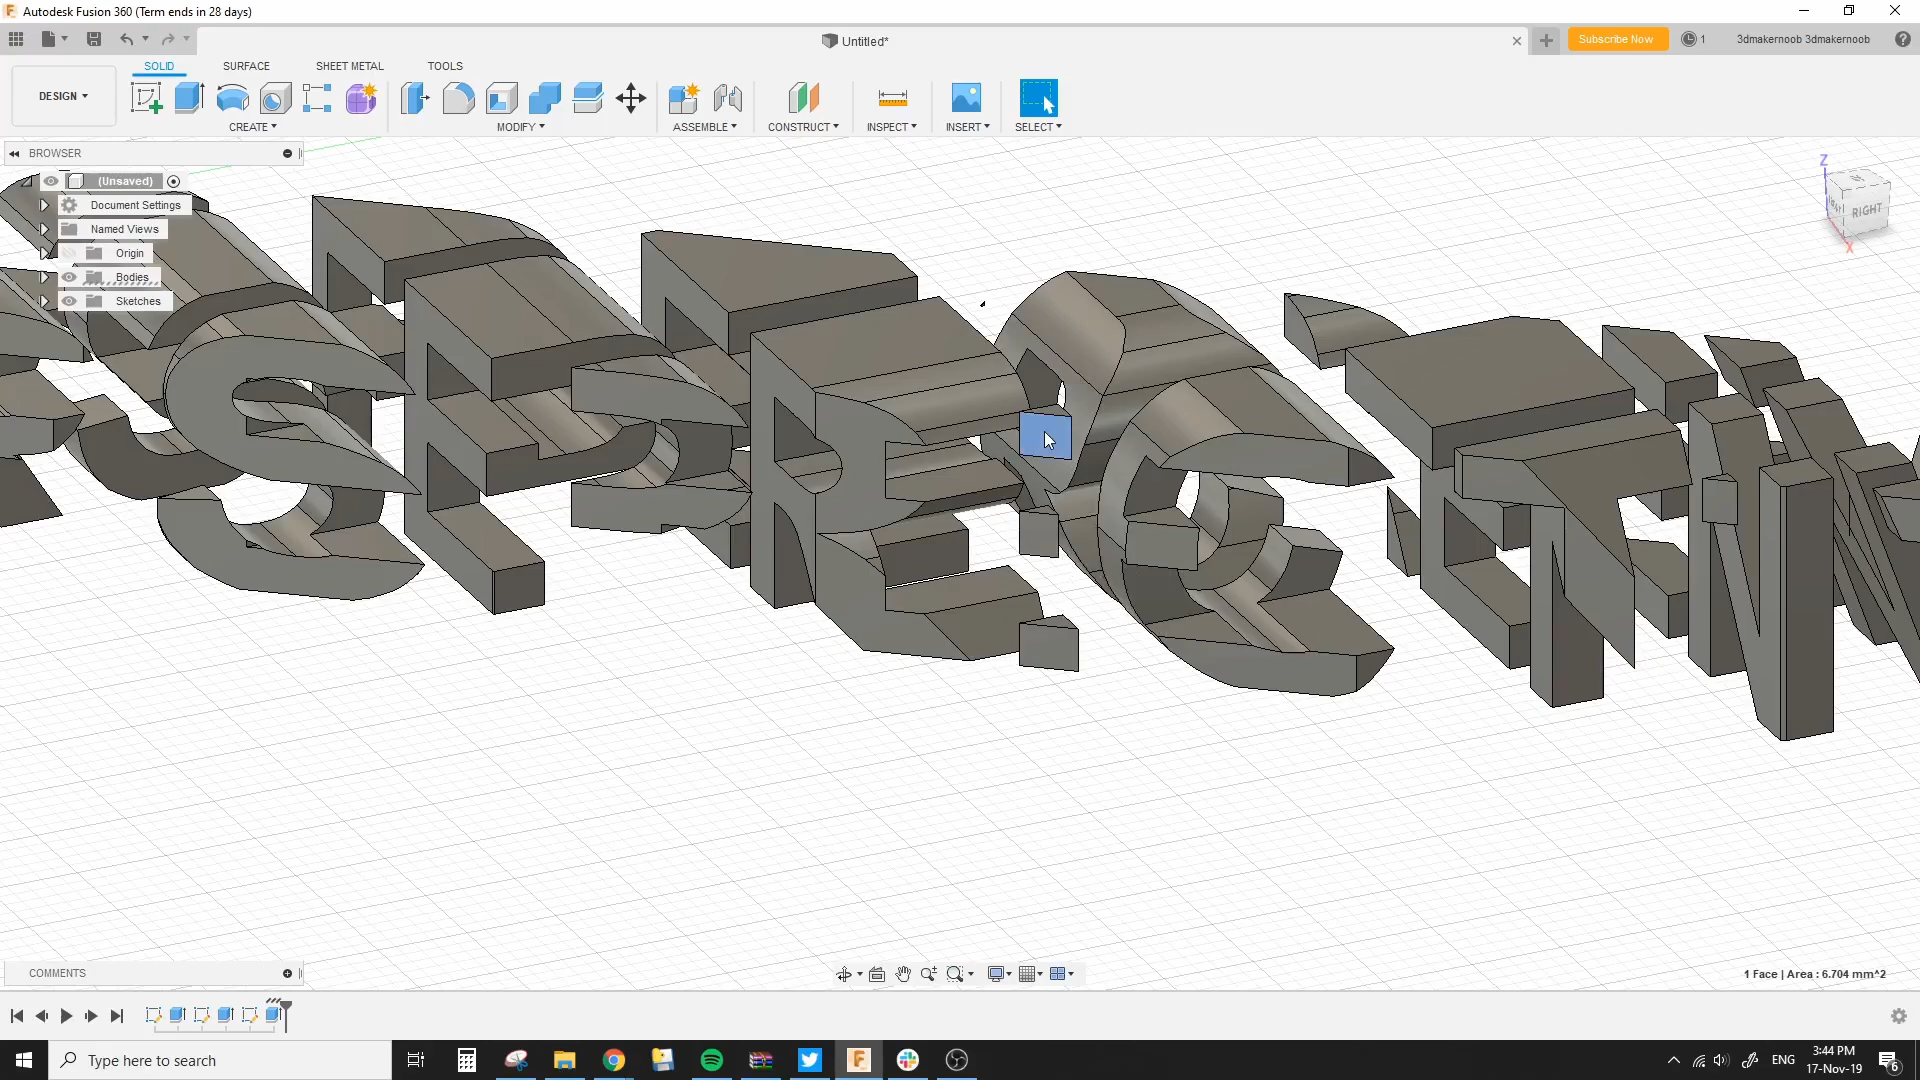 Autodesk Fusion 360 (Term ends in 28 days)
Untitled*
Subscribe Now
1
3dmakernoob 3dmakernoob
DESIGN
SOLID
SURFACE
SHEET METAL
TOOLS
CREATE
MODIFY
ASSEMBLE
CONSTRUCT
INSPECT
INSERT
SELECT
BROWSER
(Unsaved)
Document Settings
Named Views
Origin
Bodies
Sketches
Z
RIGHT
X
COMMENTS
1 Face | Area : 6.704 mm^2
Type here to search
ENG
3:44 PM
17-Nov-19
6